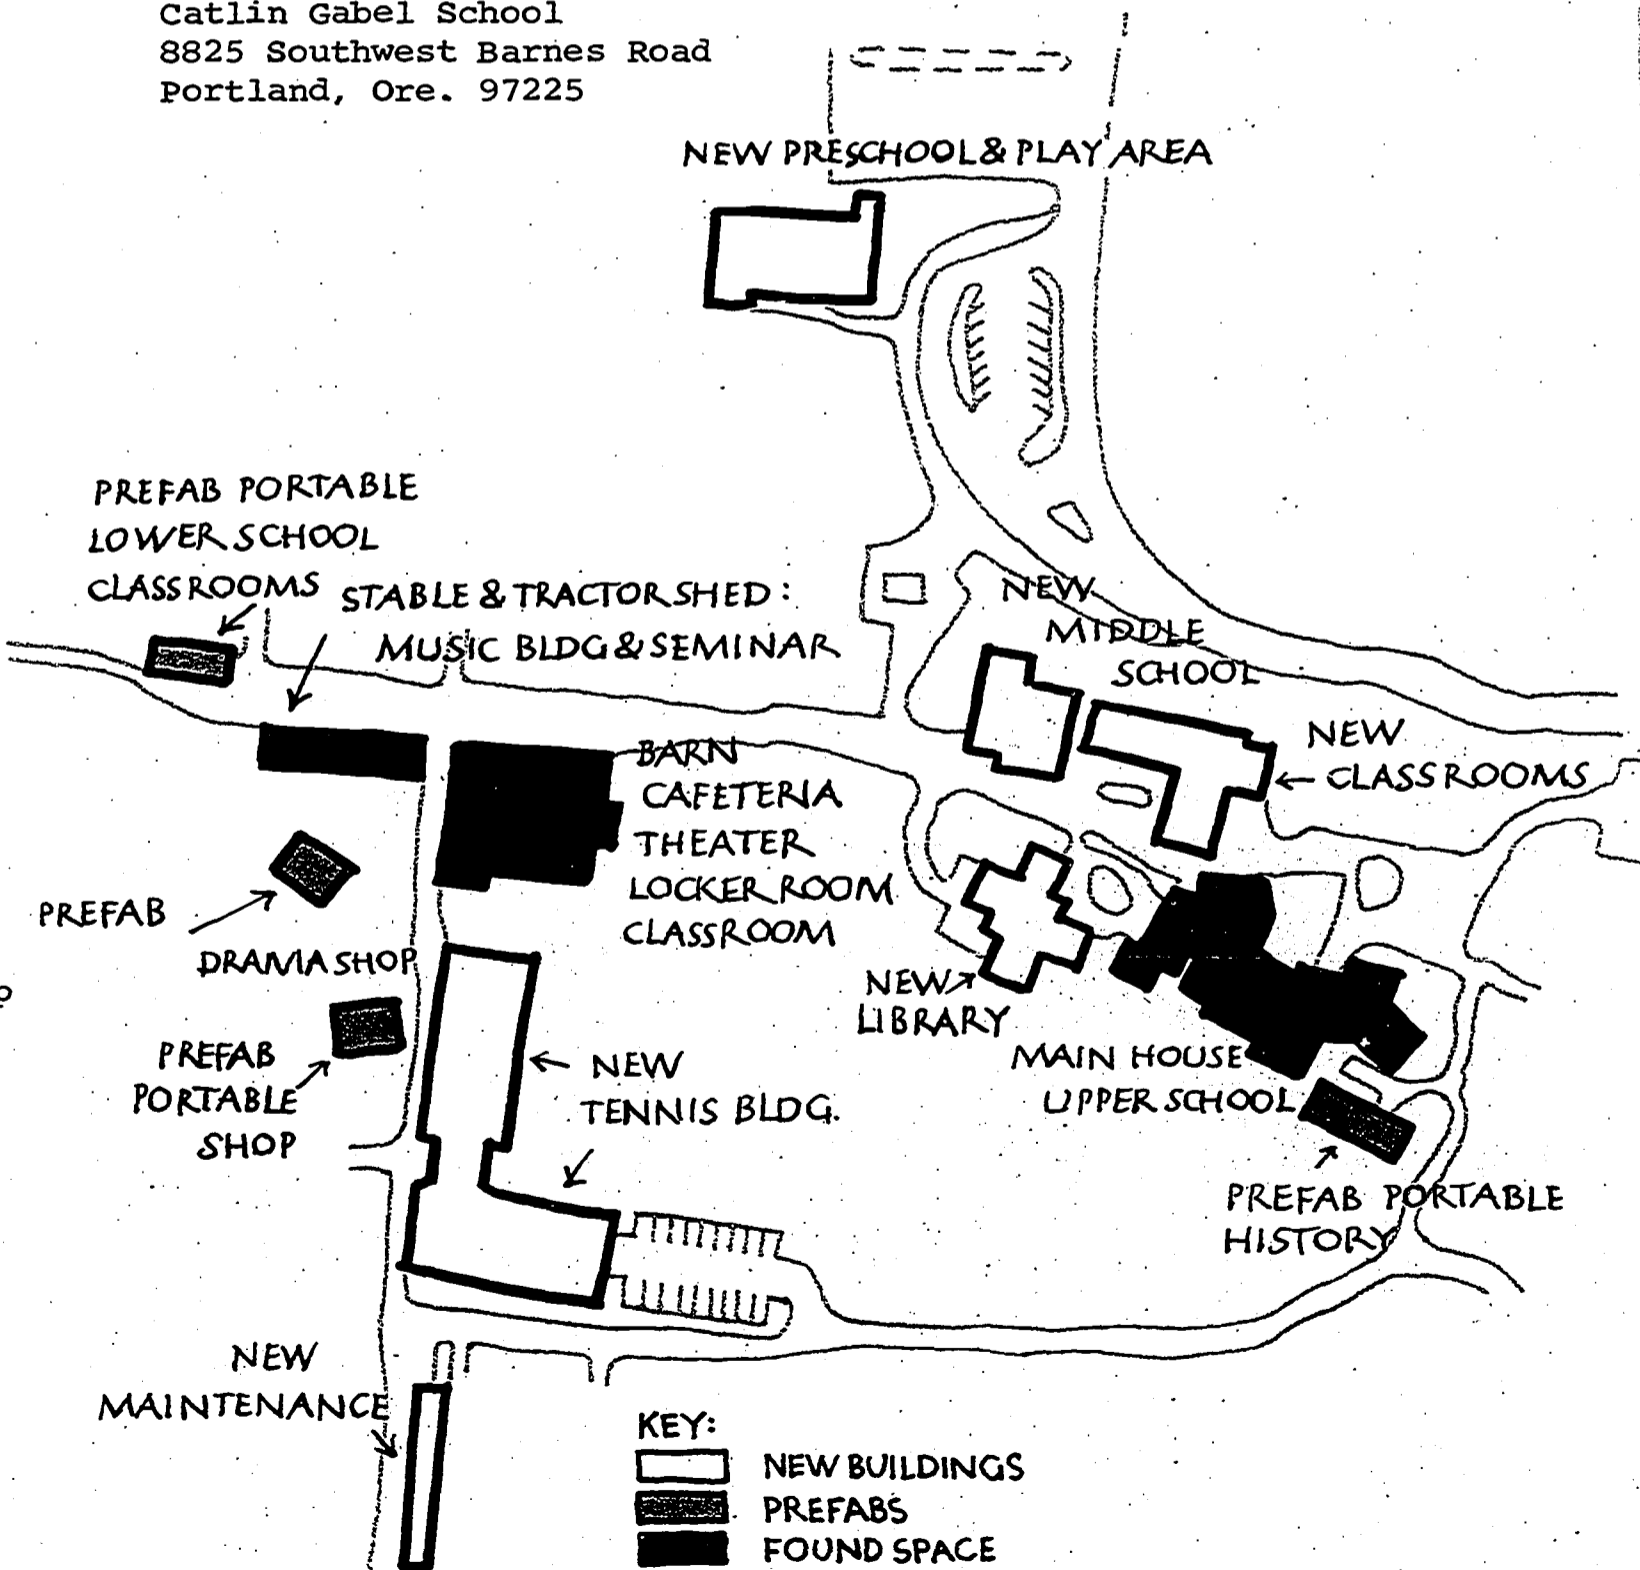 Catlin Gabel School
8825 Southwest Barnes Road
Portland, Ore. 97225
NEW PRESCHOOL & PLAY AREA
PREFAB PORTABLE
LOWER SCHOOL
CLASSROOMS
STABLE & TRACTOR SHED:
MUSIC BLDG & SEMINAR
NEW
MIDDLE
SCHOOL
NEW
CLASSROOMS
BARN
CAFETERIA
THEATER
LOCKER ROOM
CLASSROOM
PREFAB
DRAMA SHOP
NEW
LIBRARY
MAIN HOUSE
UPPER SCHOOL
PREFAB
PORTABLE
SHOP
NEW
TENNIS BLDG.
PREFAB PORTABLE
HISTORY
NEW
MAINTENANCE
KEY:
NEW BUILDINGS
PREFABS
FOUND SPACE